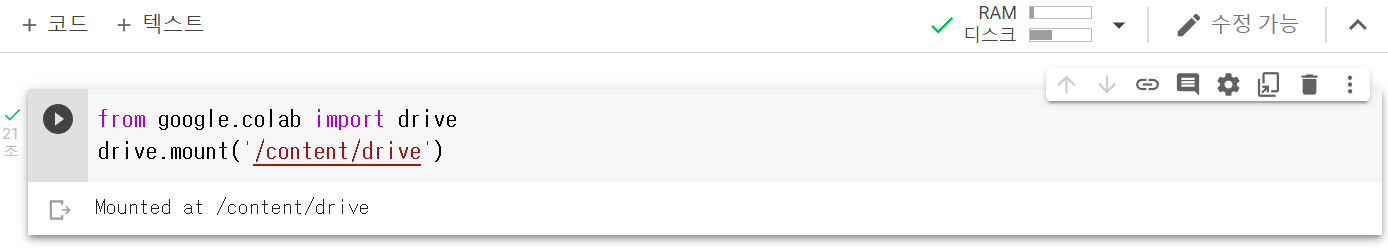 + 코드 + 텍스트
RAM
디스크
수정 가능
21
초
from google.colab import drive
drive.mount('/content/drive')
Mounted at /content/drive